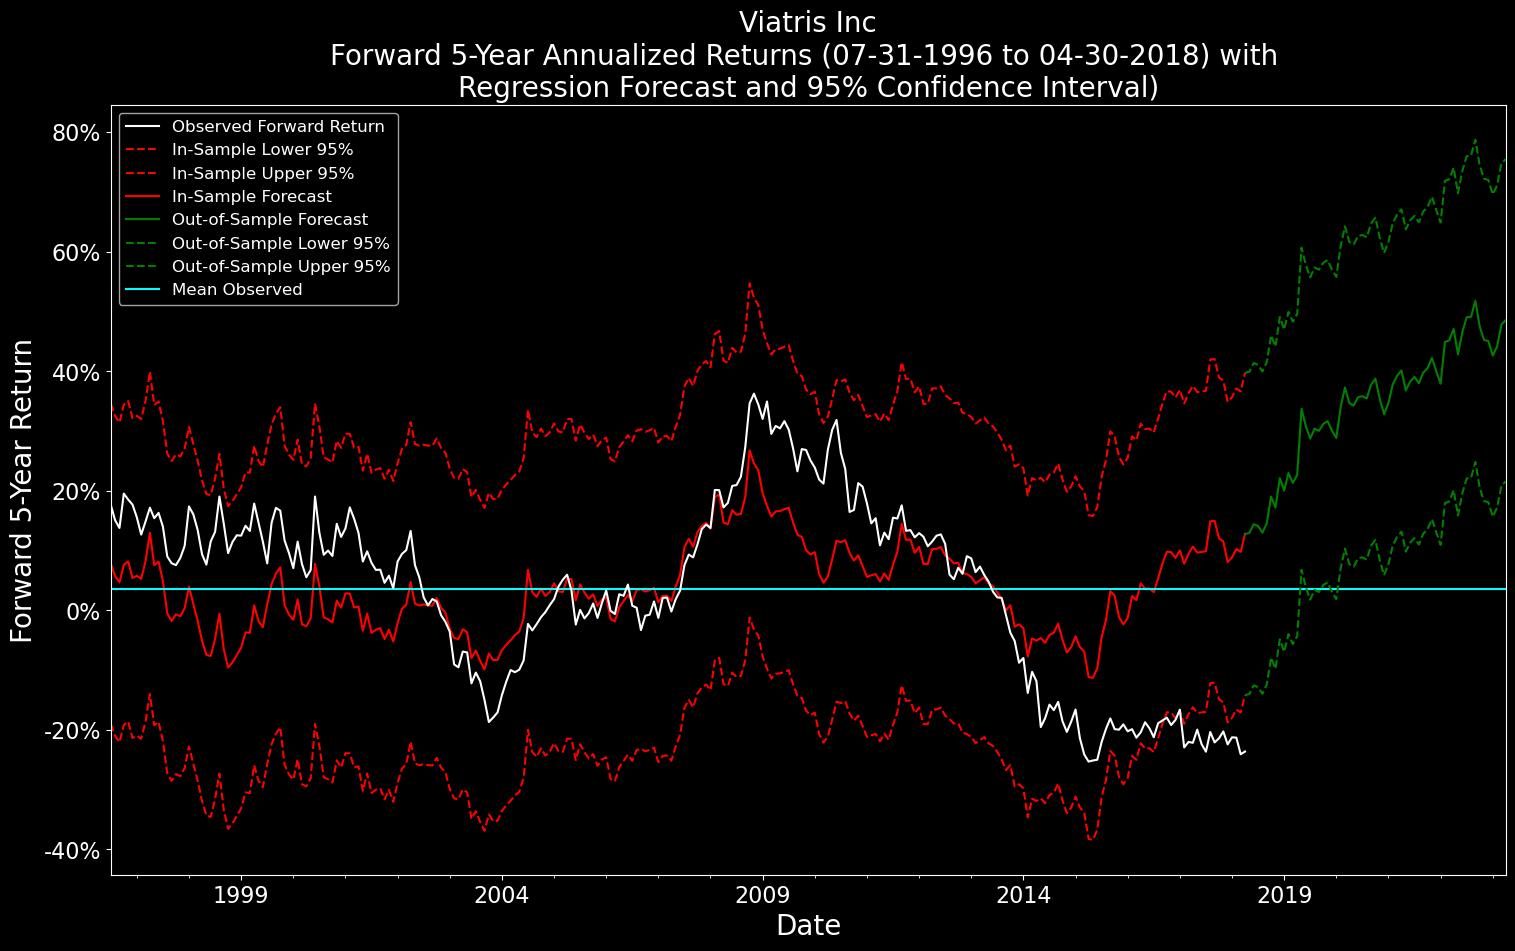 Viatris Inc
Forward 5-Year Annualized Returns (07-31-1996 to 04-30-2018) with
Regression Forecast and 95% Confidence Interval)
Observed Forward Return
In-Sample Lower 95%
In-Sample Upper 95%
In-Sample Forecast
Out-of-Sample Forecast
Out-of-Sample Lower 95%
Out-of-Sample Upper 95%
Mean Observed
Forward 5-Year Return
80%
60%
40%
20%
0%
-20%
-40%
1999
2004
2009
2014
2019
Date